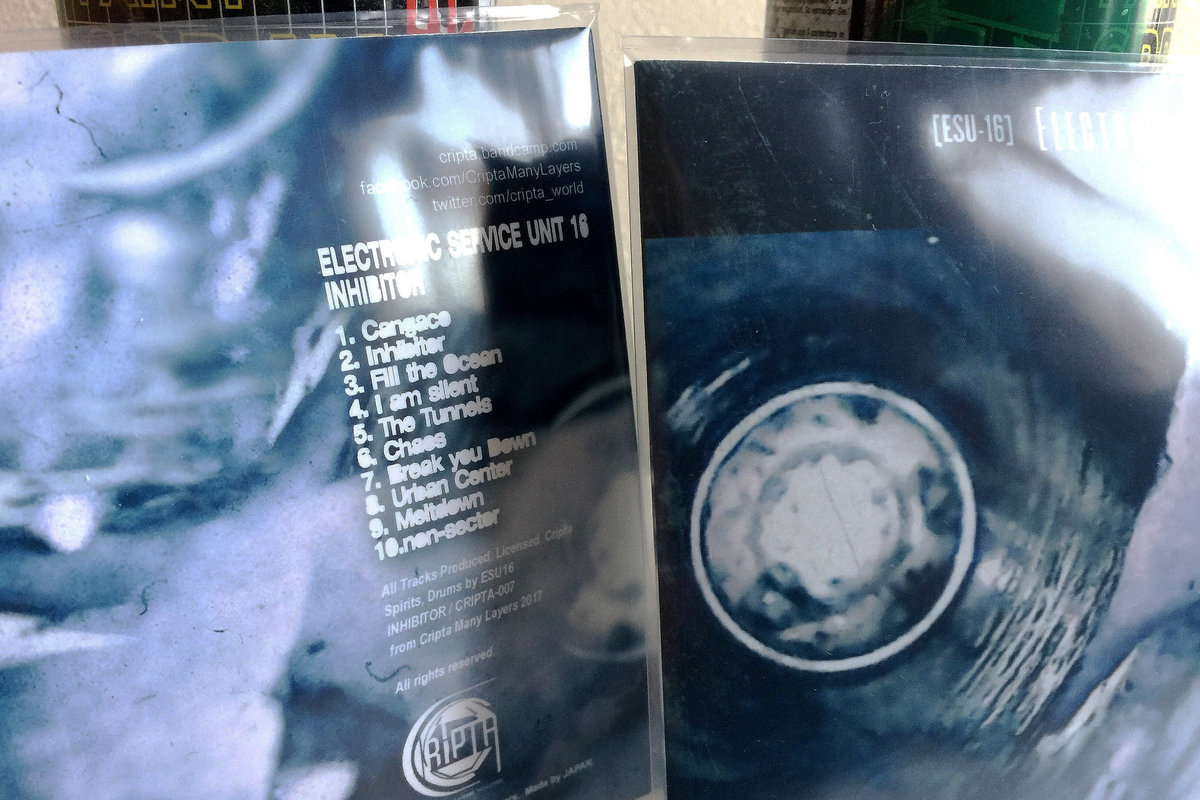 cripta.bandcamp.com
facebook.com/CriptaManyLayers
twitter.com/cripta_world
ELECTRONIC SERVICE UNIT 16
INHIBITOR
1. Cangaco
2. Inhibitor
3. Fill the Ocean
4. I am silent
5. The Tunnels
6. Chaos
7. Break you Down
8. Urban Center
9. Meltdown
10.non-sector
All Tracks Produced, Licensed, Cripta
Spirits, Drums by ESU16
INHIBITOR / CRIPTA-007
from Cripta Many Layers 2017
All rights reserved.
CRIPTA
Made by JAPAN.
[ESU-16] ELECTRO